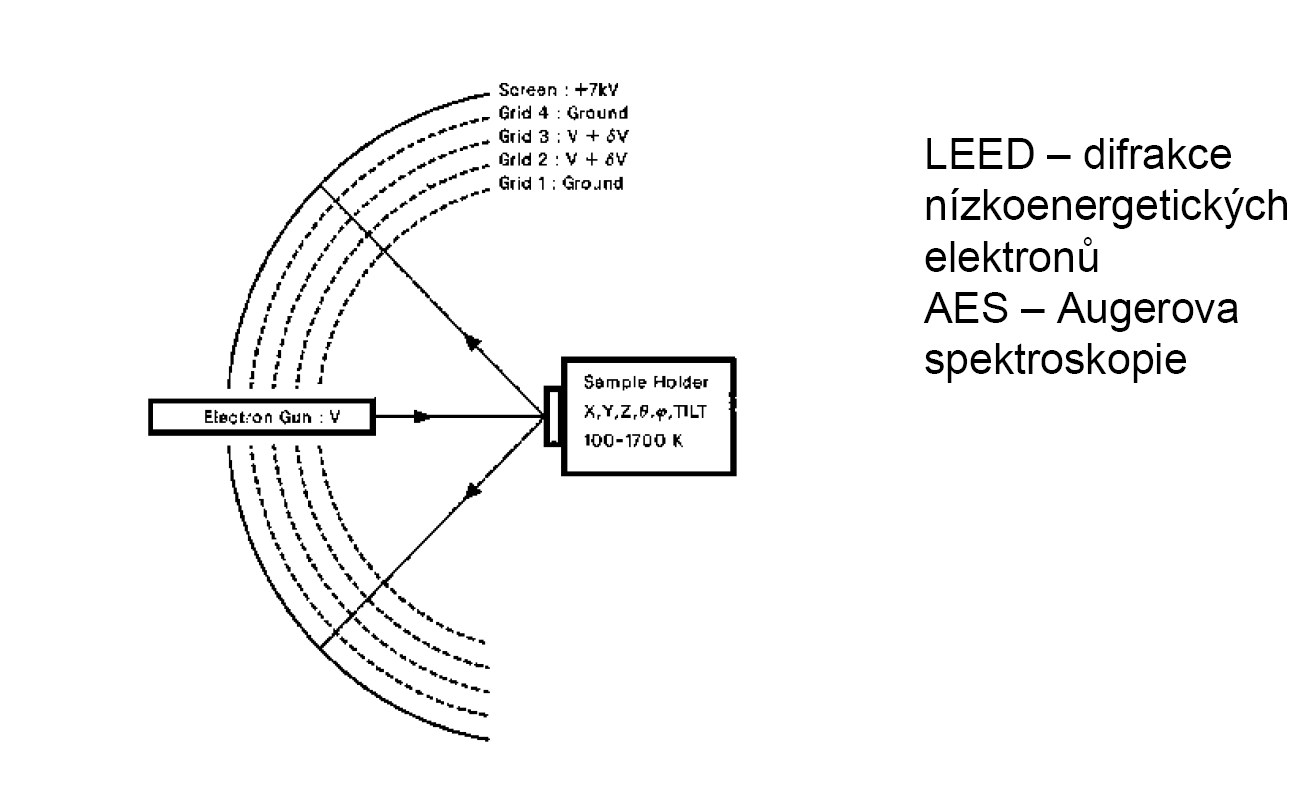 Screen : +7kV
Grid 4 : Ground
Grid 3 : V + δV
Grid 2 : V + δV
Grid 1 : Ground
Electron Gun : V
Sample Holder
X,Y,Z,θ,φ,TILT
100-1700 K
LEED – difrakce
nízkoenergetických
elektronů
AES – Augerova
spektroskopie